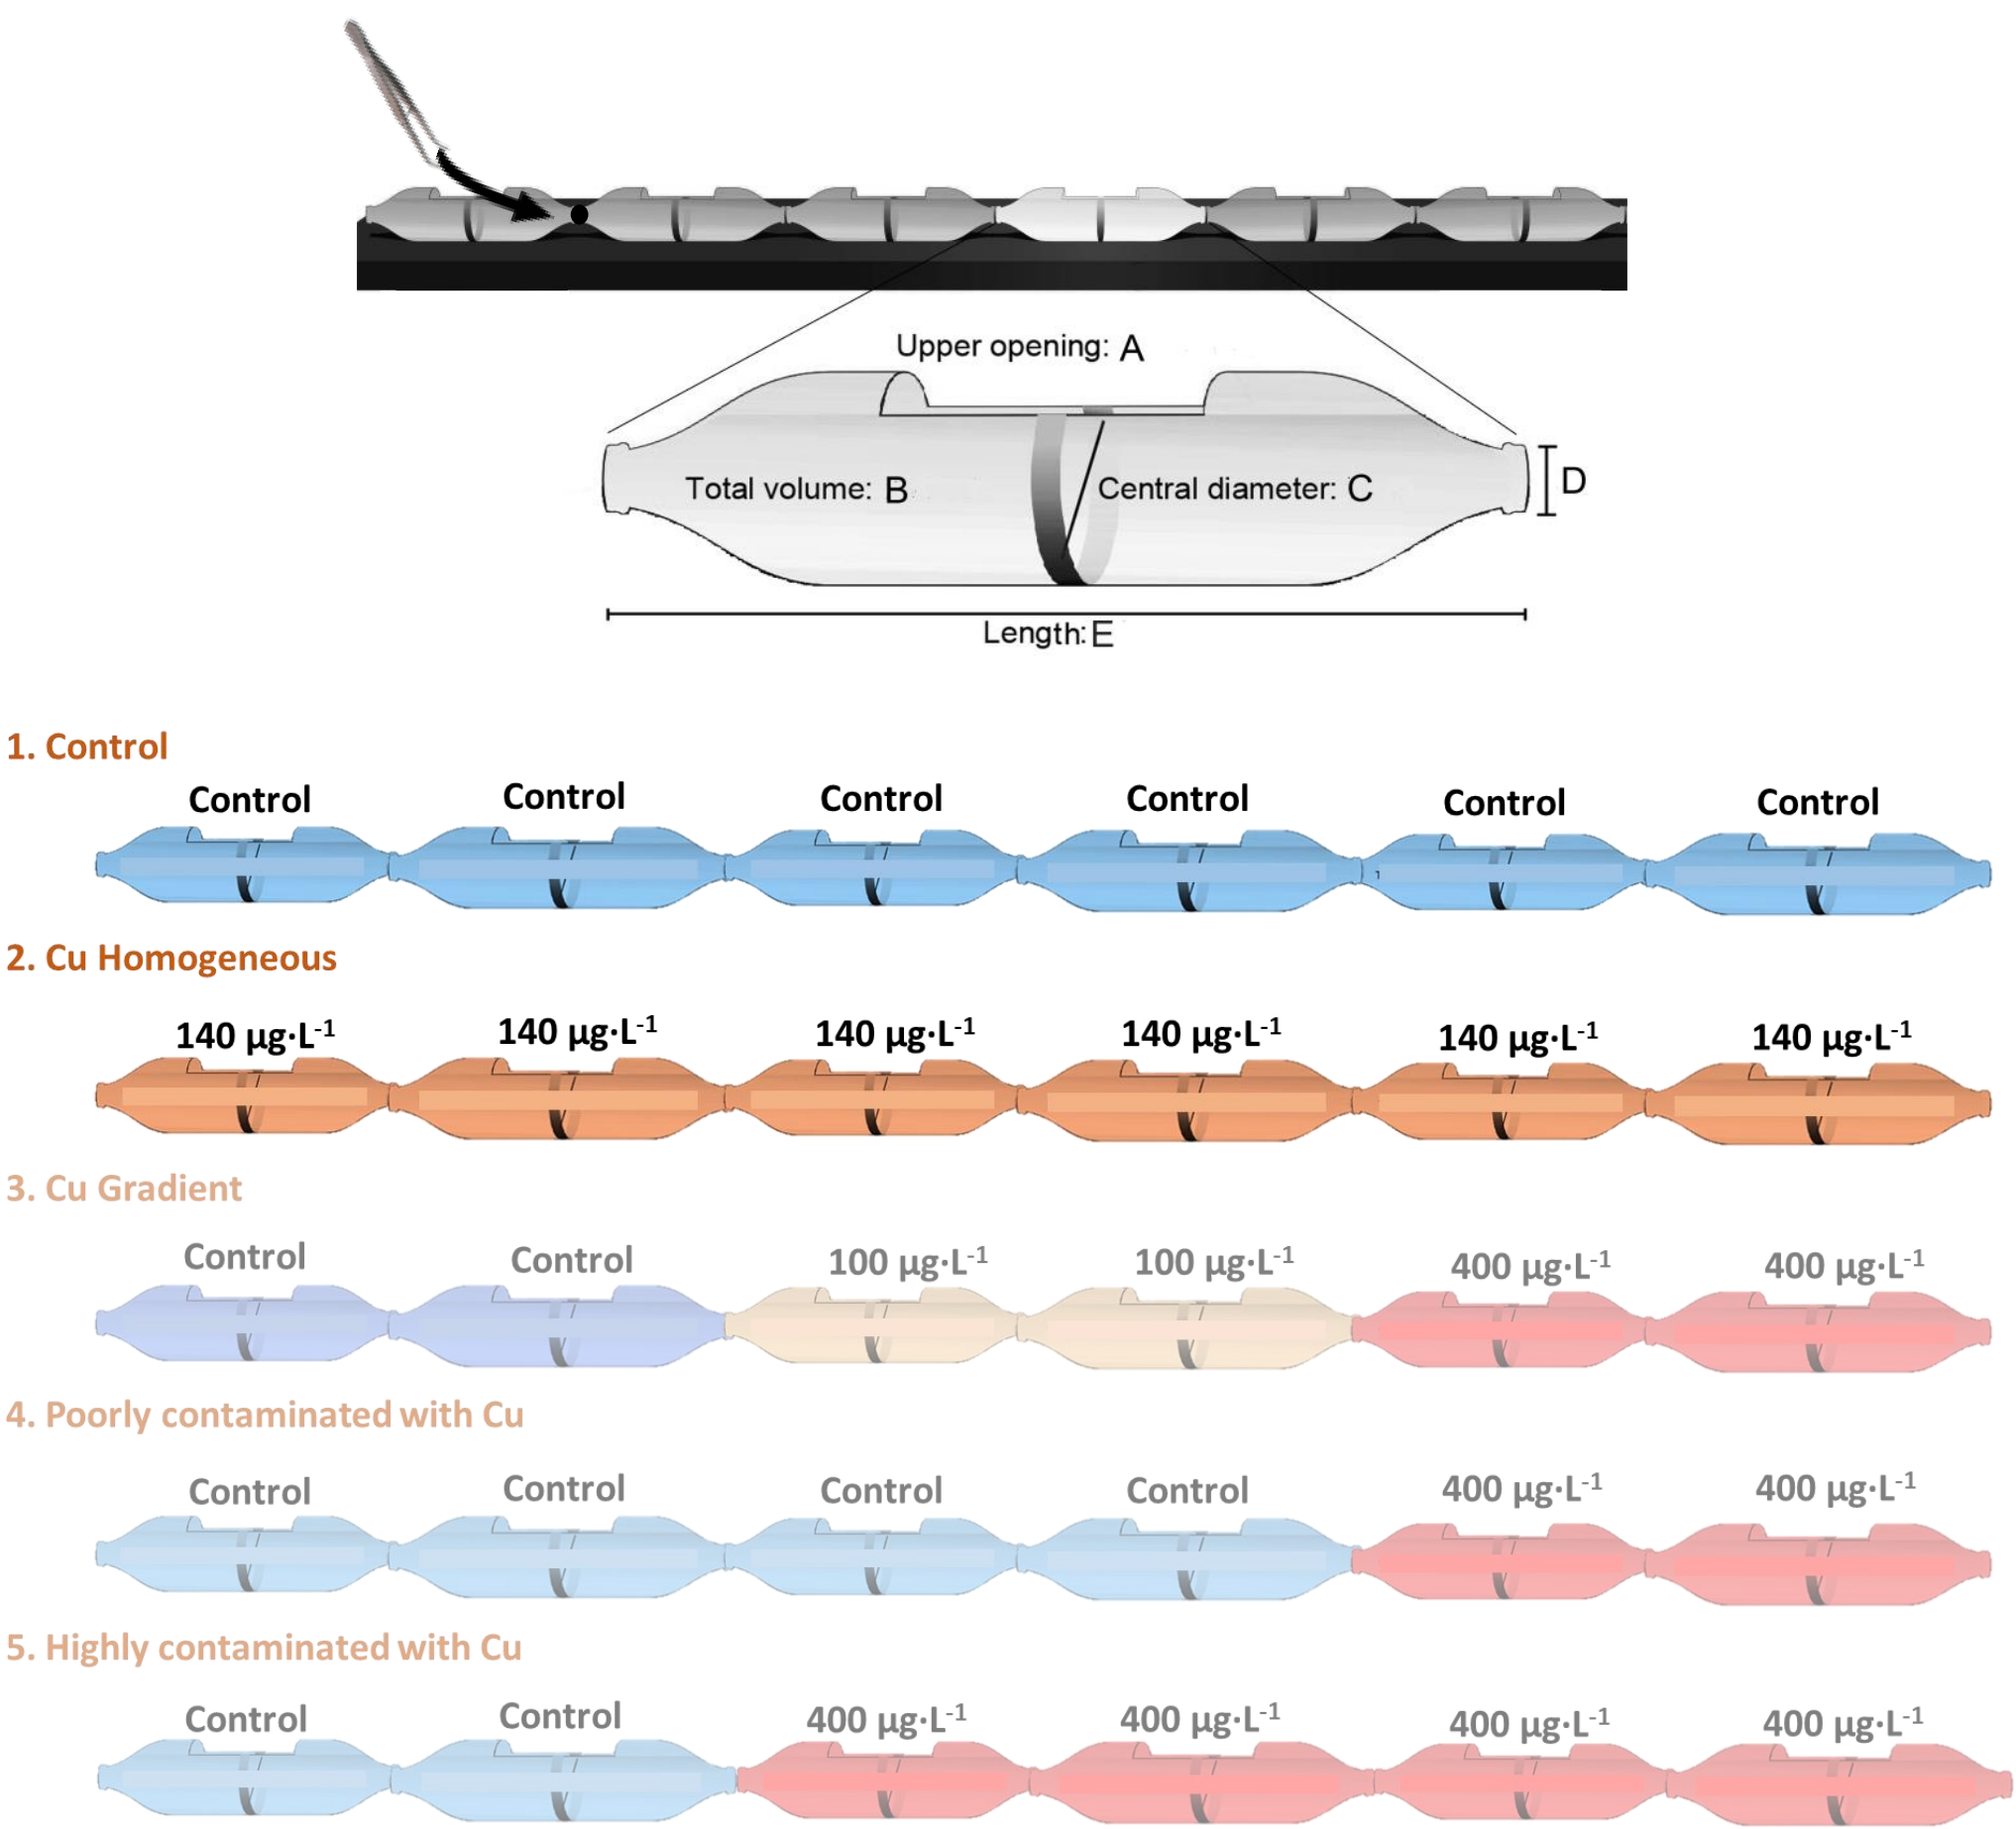 Upper opening: A
Total volume: B
Central diameter: C
D
Length: E
1. Control
Control Control Control Control Control Control
2. Cu Homogeneous
140 µg·L-1 140 µg·L-1 140 µg·L-1 140 µg·L-1 140 µg·L-1 140 µg·L-1
3. Cu Gradient
Control Control 100 µg·L-1 100 µg·L-1 400 µg·L-1 400 µg·L-1
4. Poorly contaminated with Cu
Control Control Control Control 400 µg·L-1 400 µg·L-1
5. Highly contaminated with Cu
Control Control 400 µg·L-1 400 µg·L-1 400 µg·L-1 400 µg·L-1